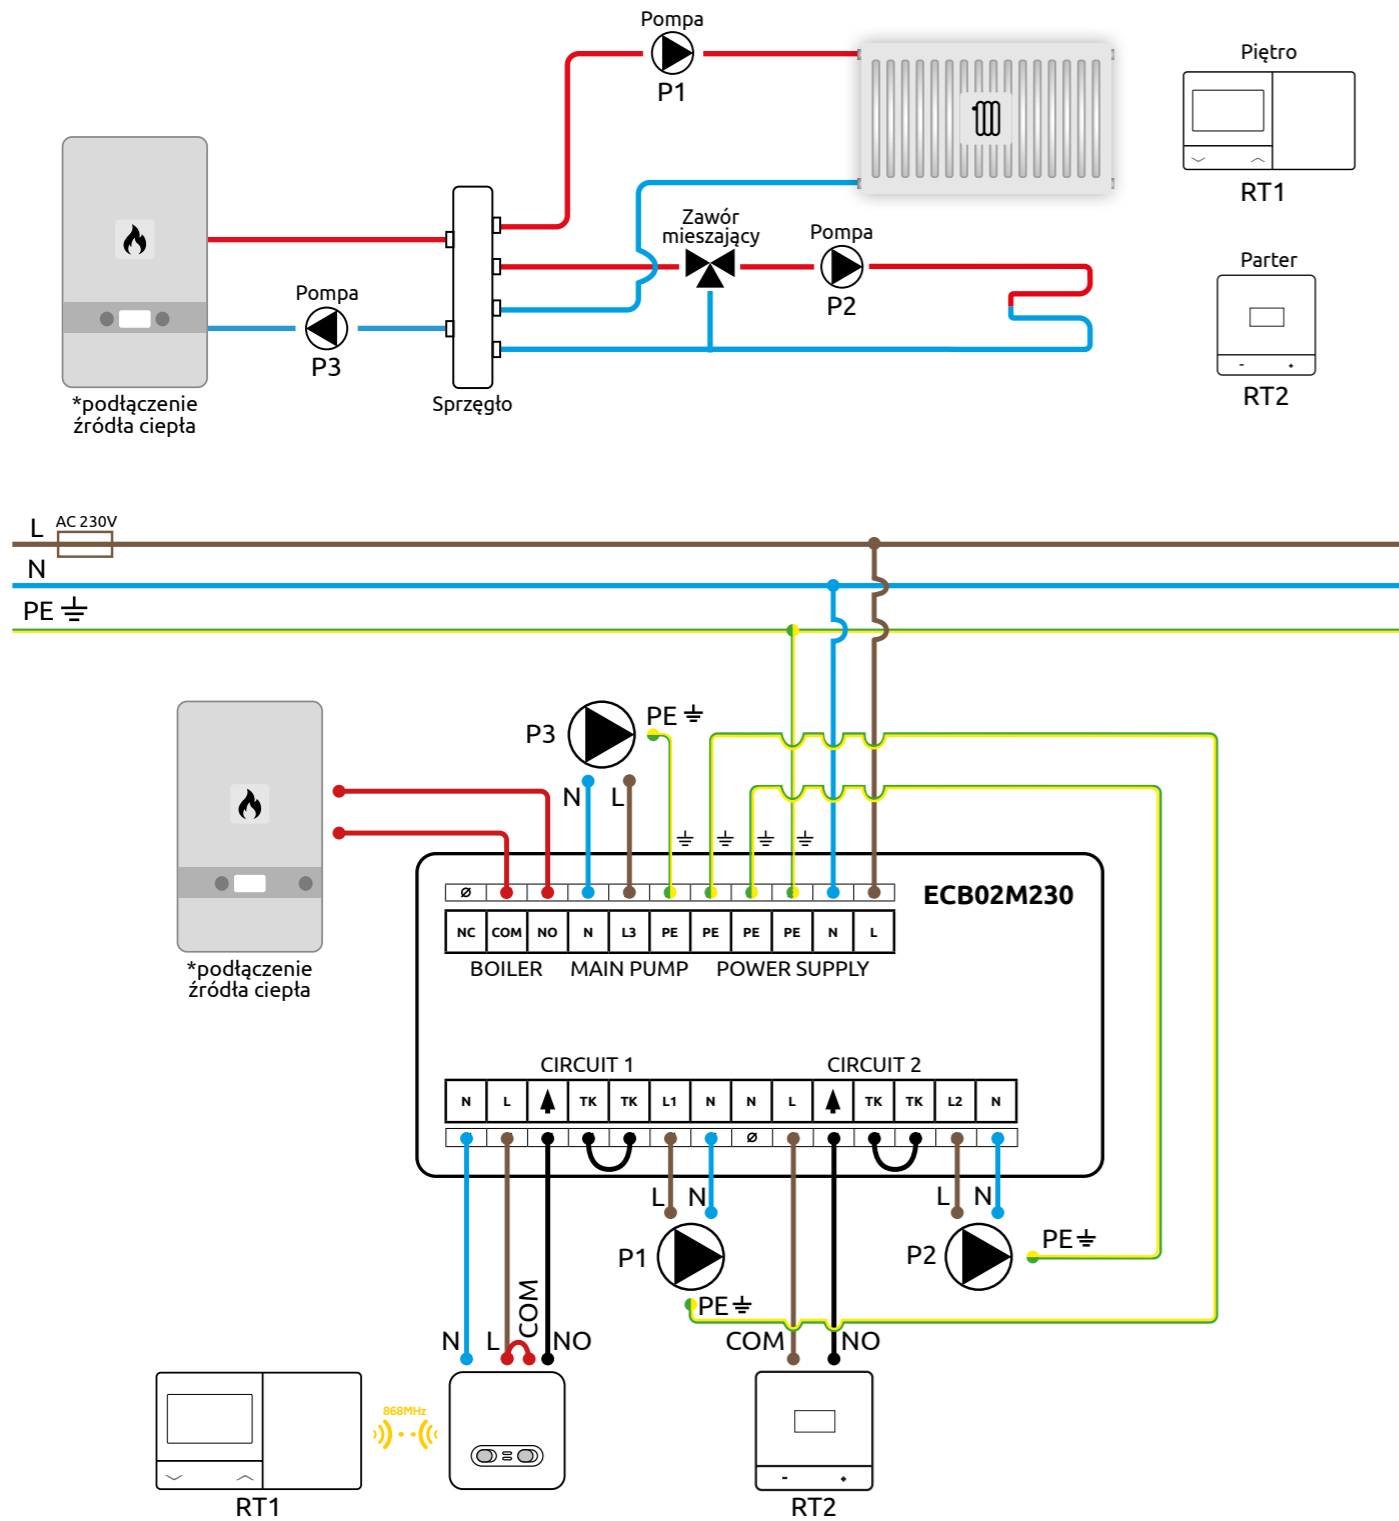 Pompa
P1
Piętro
RT1
Zawór
mieszający
Pompa
P2
Parter
RT2
Pompa
P3
*podłączenie
źródła ciepła
Sprzęgło
L
AC 230V
N
PE
P3
PE
N
L
*podłączenie
źródła ciepła
ECB02M230
Ø
NC COM NO N L3 PE PE PE PE N L
BOILER MAIN PUMP POWER SUPPLY
CIRCUIT 1 CIRCUIT 2
N L TK TK L1 N N L TK TK L2 N
Ø
L N
L N
P1
P2
PE
PE
N L COM NO
COM NO
868MHz
- +
RT1
RT2